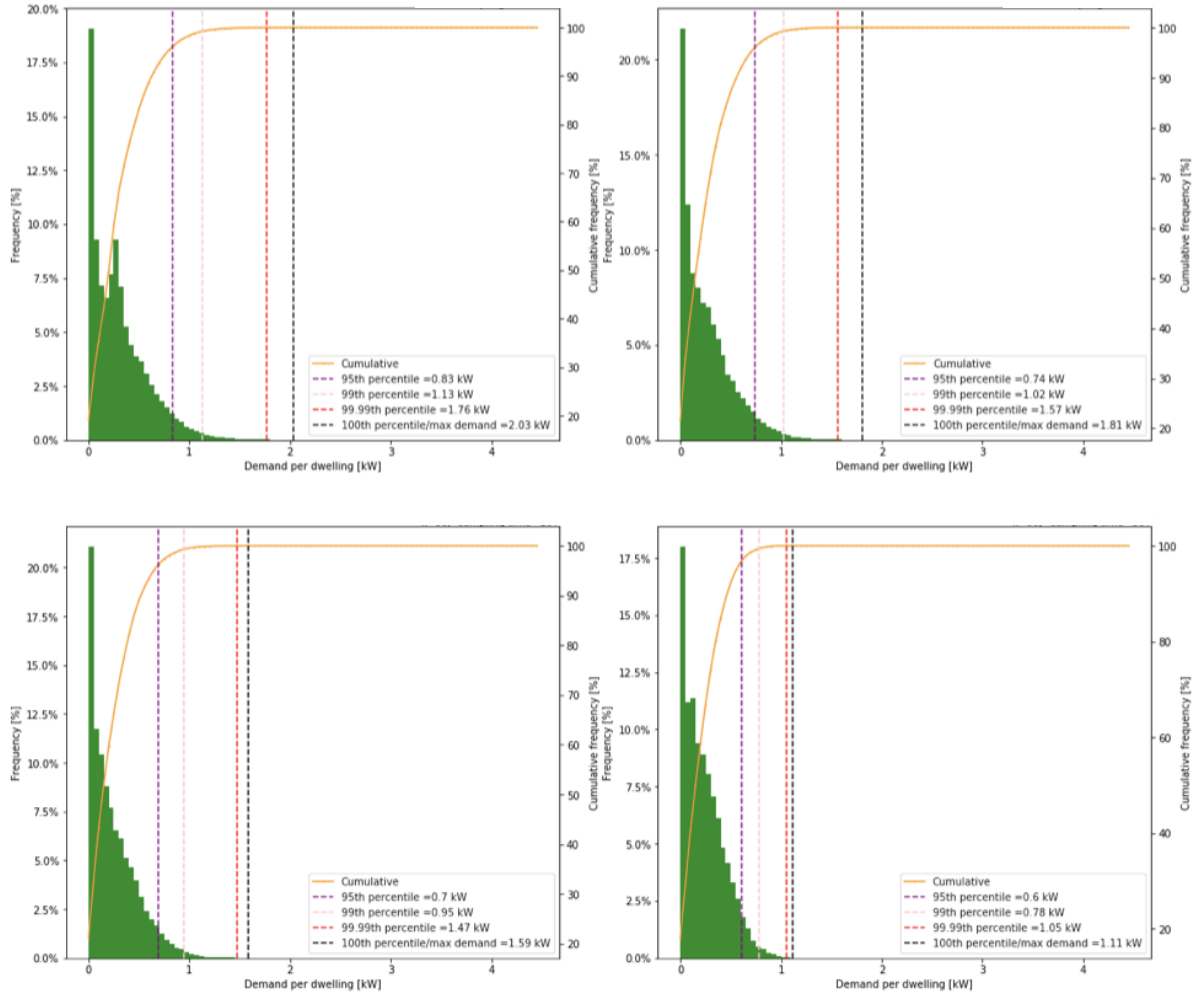 20.0%
17.5%
15.0%
12.5%
10.0%
7.5%
5.0%
2.5%
0.0%
Frequency [%]
100
90
80
70
60
50
40
30
20
Cumulative frequency [%]
Cumulative
95th percentile =0.83 kW
99th percentile =1.13 kW
99.99th percentile =1.76 kW
100th percentile/max demand =2.03 kW
0 1 2 3 4
Demand per dwelling [kW]
20.0%
15.0%
10.0%
5.0%
0.0%
Frequency [%]
100
90
80
70
60
50
40
30
20
Cumulative frequency [%]
Cumulative
95th percentile =0.74 kW
99th percentile =1.02 kW
99.99th percentile =1.57 kW
100th percentile/max demand =1.81 kW
0 1 2 3 4
Demand per dwelling [kW]
20.0%
17.5%
15.0%
12.5%
10.0%
7.5%
5.0%
2.5%
0.0%
Frequency [%]
100
90
80
70
60
50
40
30
20
Cumulative frequency [%]
Cumulative
95th percentile =0.7 kW
99th percentile =0.95 kW
99.99th percentile =1.47 kW
100th percentile/max demand =1.59 kW
0 1 2 3 4
Demand per dwelling [kW]
17.5%
15.0%
12.5%
10.0%
7.5%
5.0%
2.5%
0.0%
Frequency [%]
100
80
60
40
20
Cumulative frequency [%]
Cumulative
95th percentile =0.6 kW
99th percentile =0.78 kW
99.99th percentile =1.05 kW
100th percentile/max demand =1.11 kW
0 1 2 3 4
Demand per dwelling [kW]